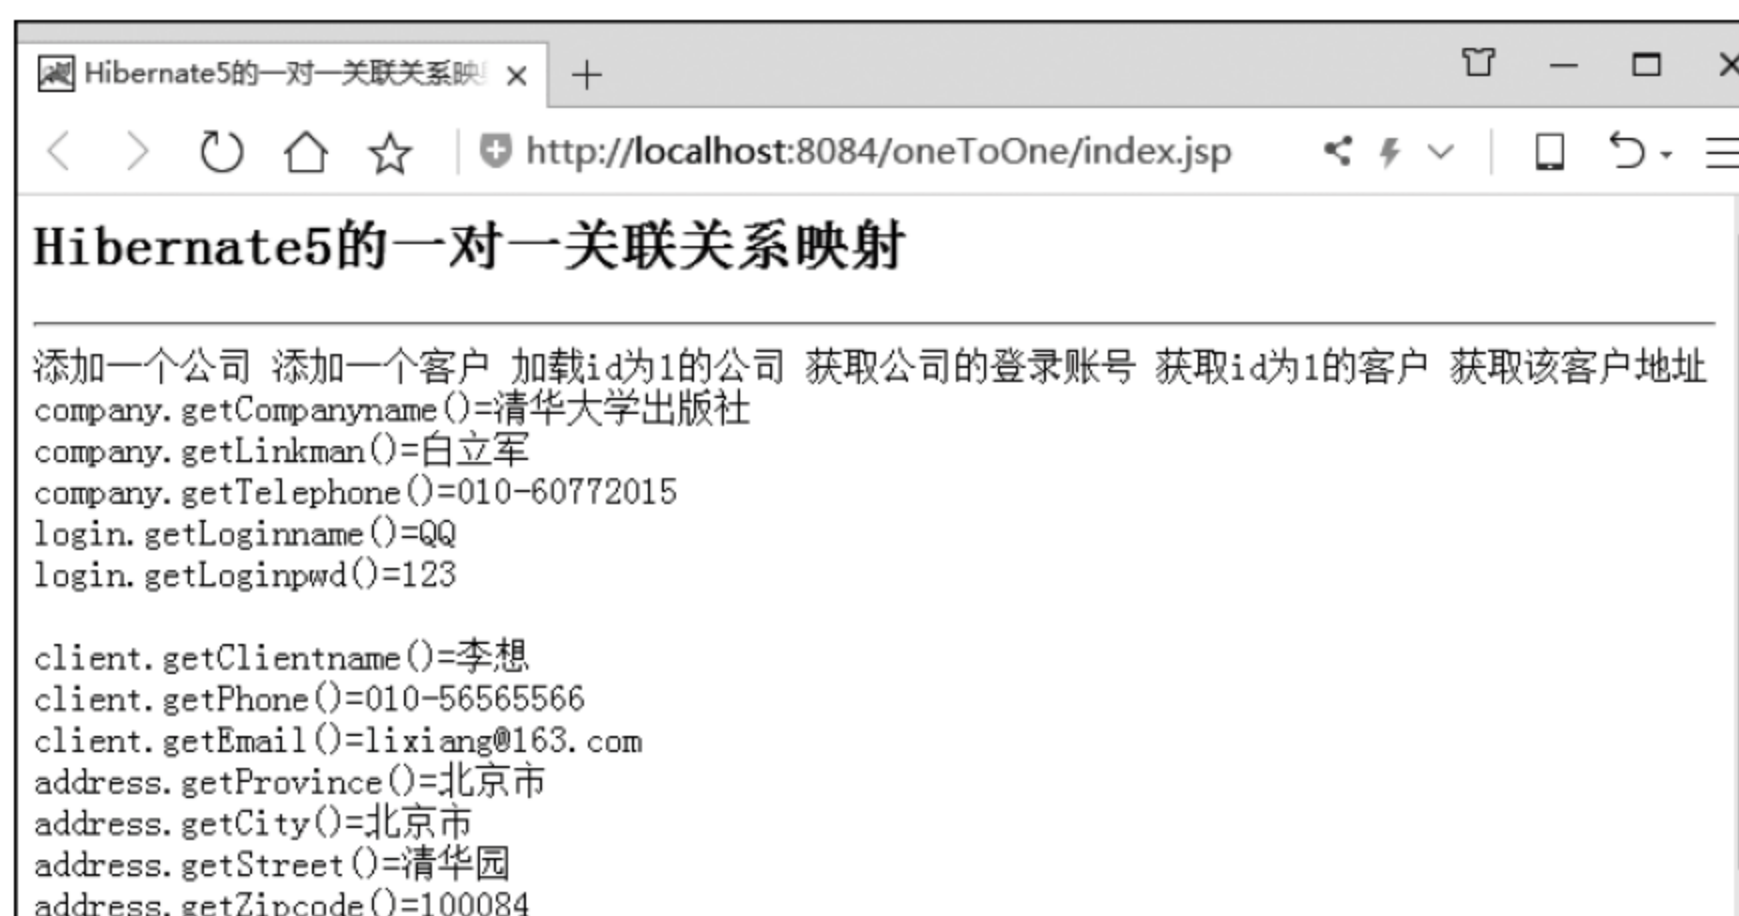 Hibernate5的一对一关联关系映
http://localhost:8084/oneToOne/index.jsp
Hibernate5的一对一关联关系映射
添加一个公司 添加一个客户 加载id为1的公司 获取公司的登录账号 获取id为1的客户 获取该客户地址
company.getCompanyname()=清华大学出版社
company.getLinkman()=白立军
company.getTelephone()=010-60772015
login.getLoginname()=QQ
login.getLoginpwd()=123
client.getClientname()=李想
client.getPhone()=010-56565566
client.getEmail()=lixiang@163.com
address.getProvince()=北京市
address.getCity()=北京市
address.getStreet()=清华园
address.getZipcode()=100084